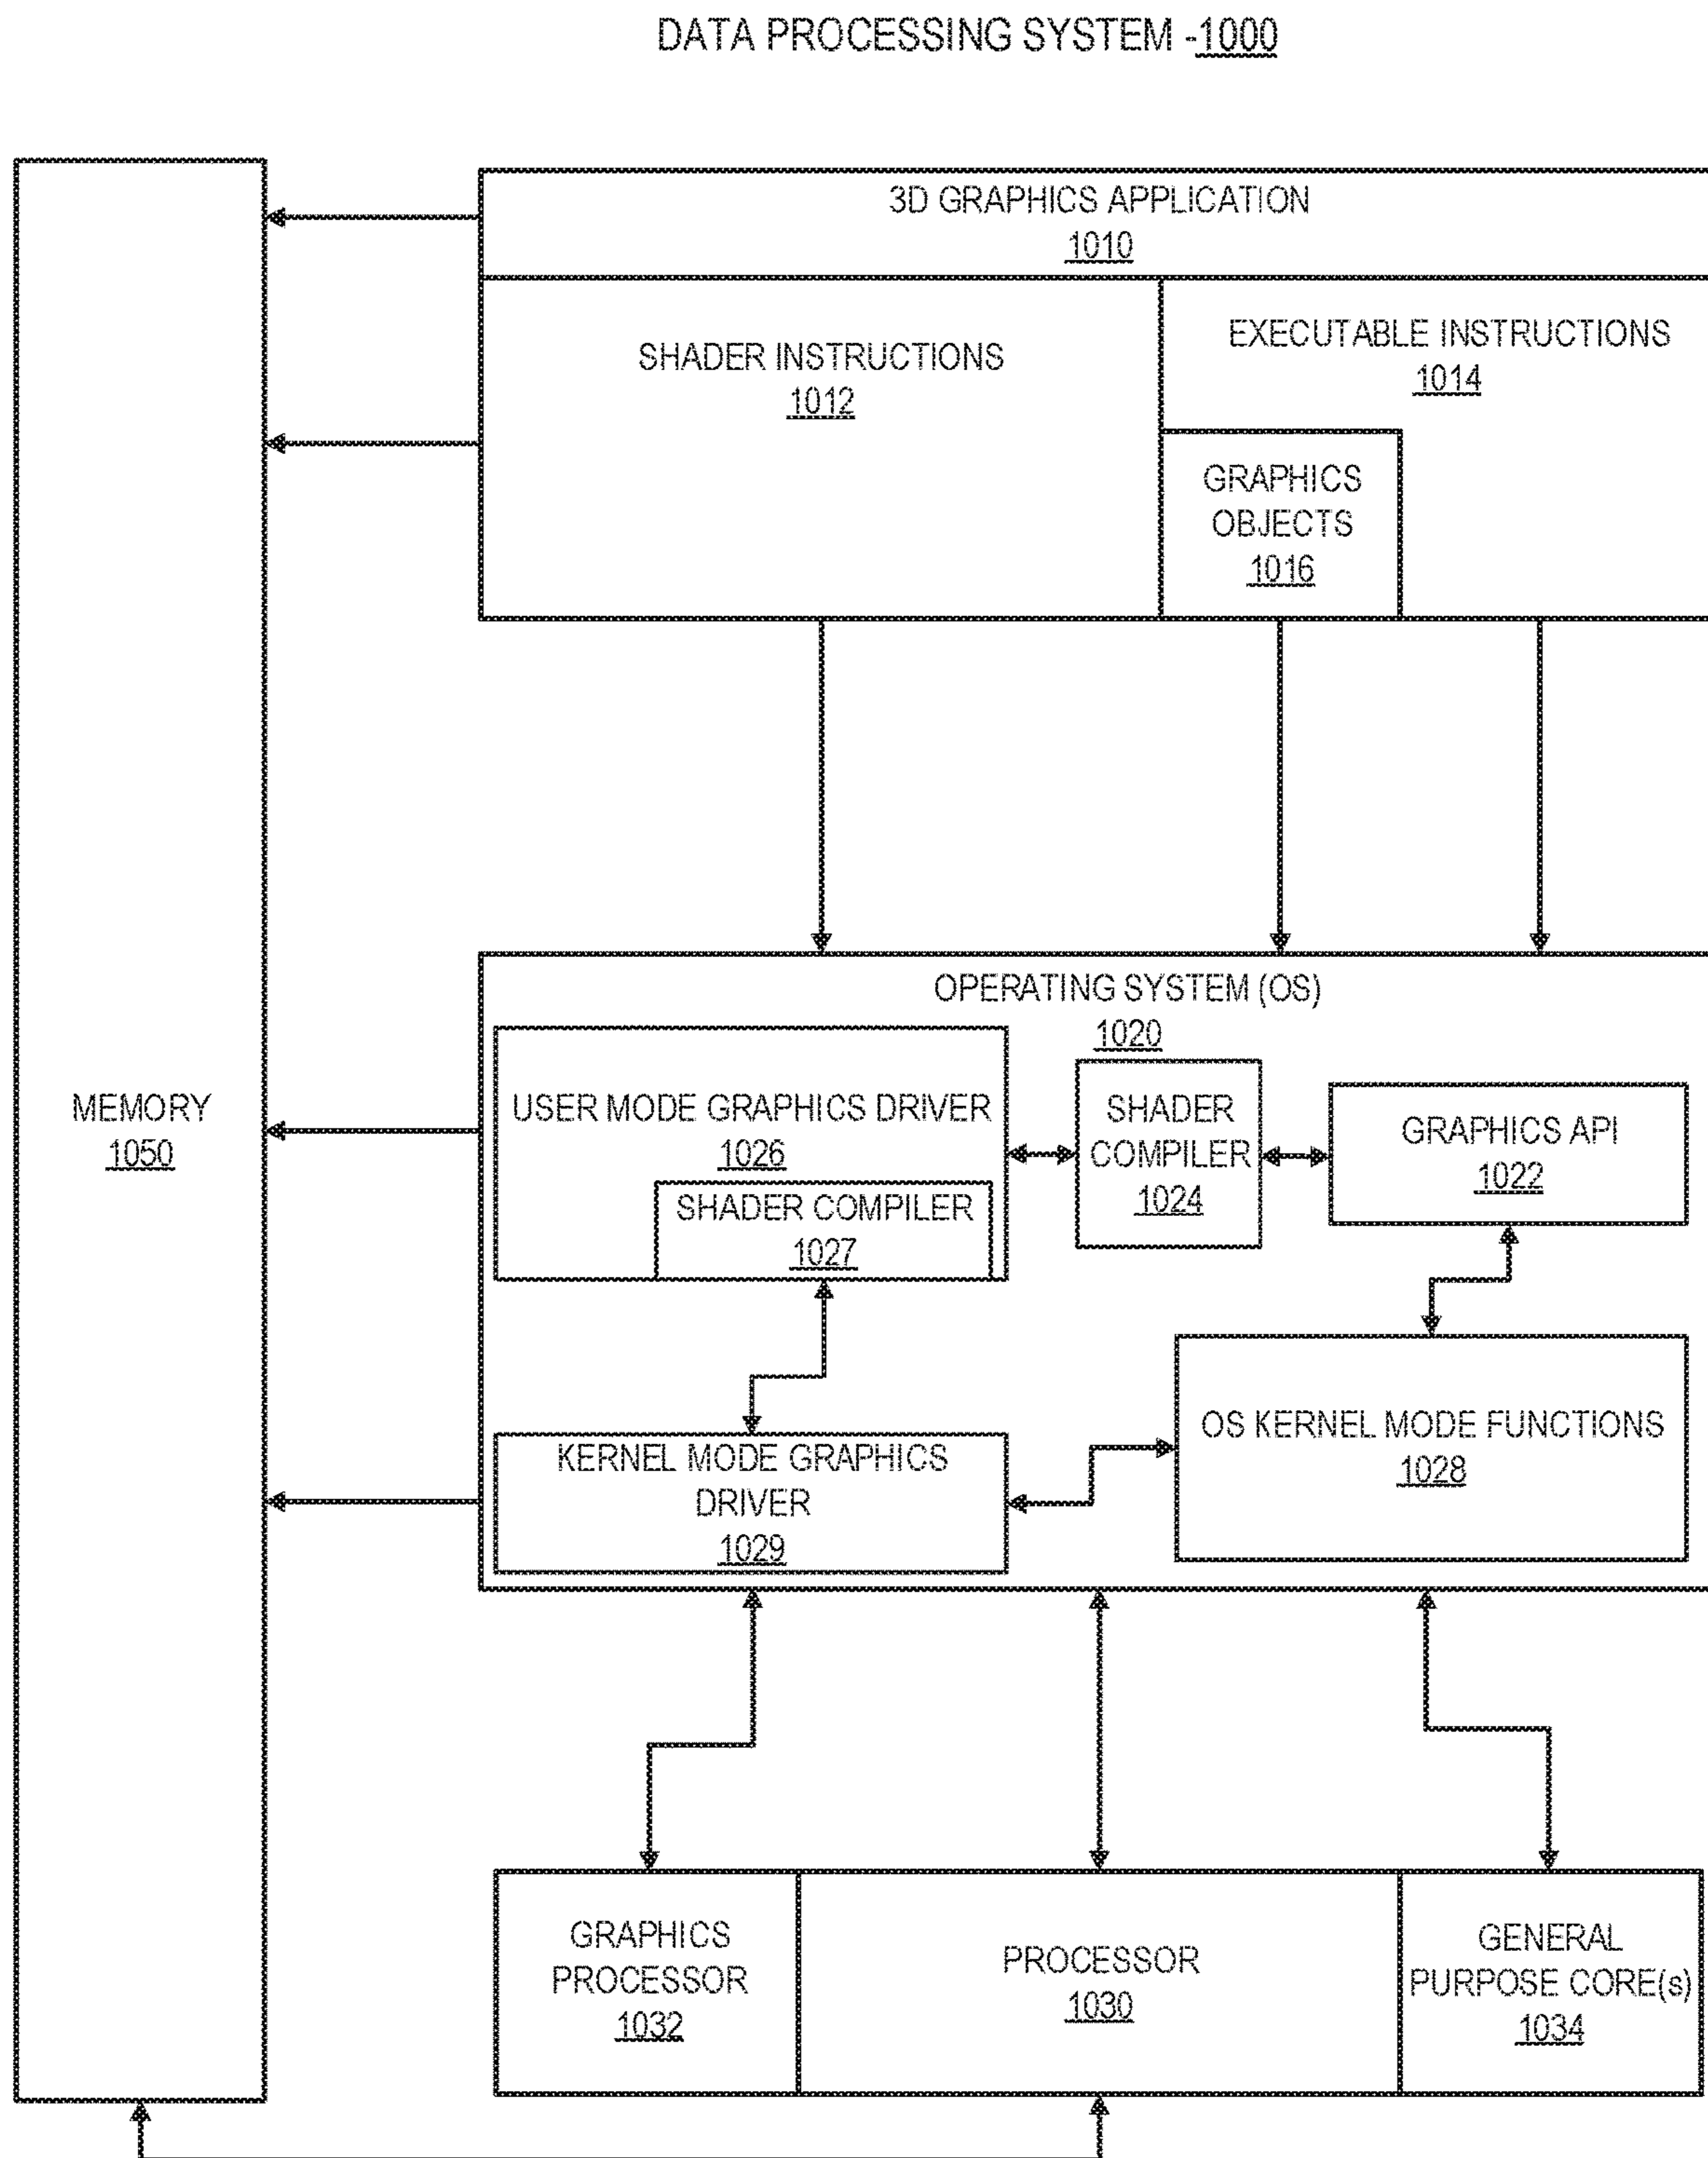 DATA PROCESSING SYSTEM -1000
3D GRAPHICS APPLICATION
1010
SHADER INSTRUCTIONS
1012
EXECUTABLE INSTRUCTIONS
1014
GRAPHICS
OBJECTS
1016
MEMORY
1050
OPERATING SYSTEM (OS)
1020
USER MODE GRAPHICS DRIVER
1026
SHADER COMPILER
1027
SHADER
COMPILER
1024
GRAPHICS API
1022
KERNEL MODE GRAPHICS
DRIVER
1029
OS KERNEL MODE FUNCTIONS
1028
GRAPHICS
PROCESSOR
1032
PROCESSOR
1030
GENERAL
PURPOSE CORE(s)
1034